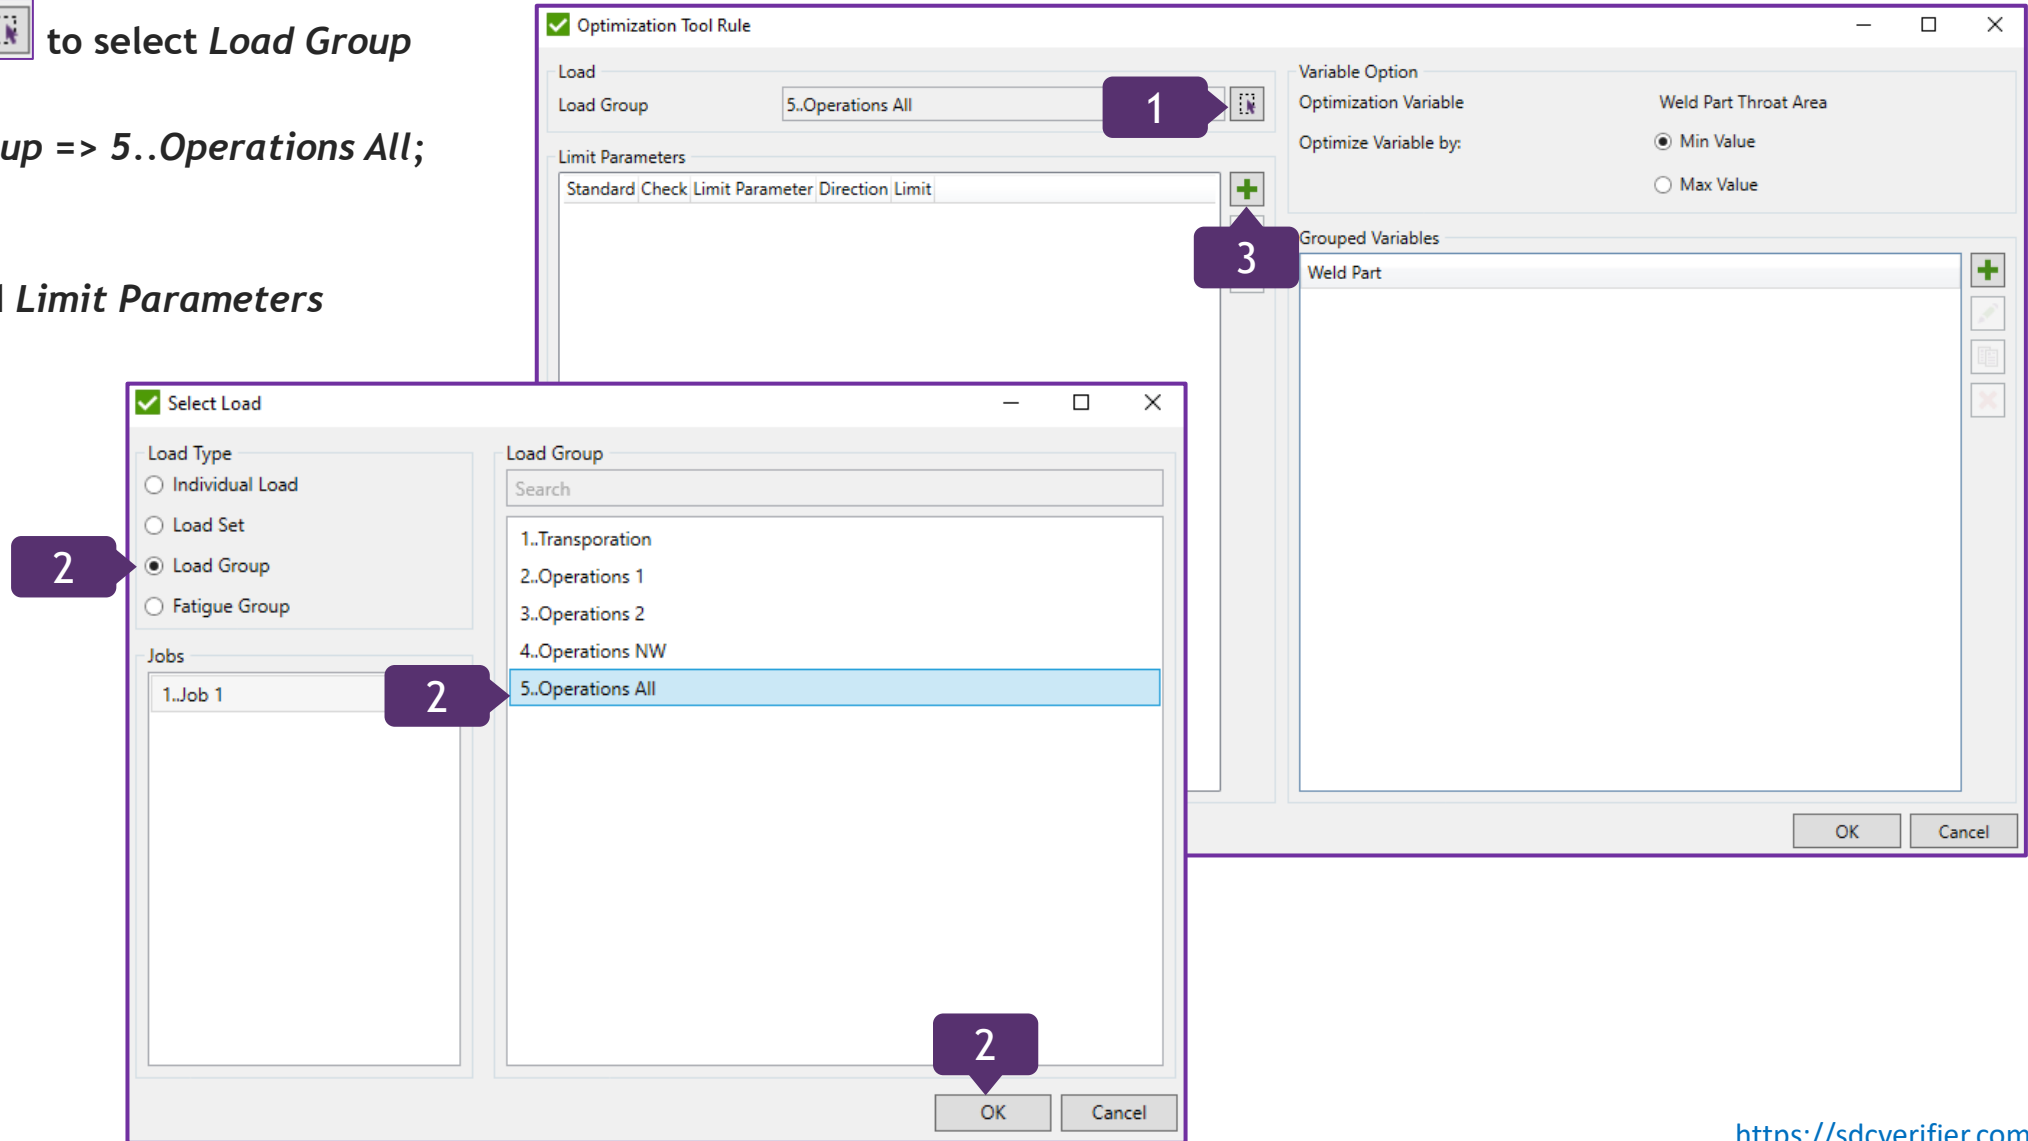 to select Load Group
up => 5..Operations All;
Limit Parameters
Optimization Tool Rule
Load
Load Group
5..Operations All
1
Limit Parameters
Standard Check Limit Parameter Direction Limit
3
Variable Option
Optimization Variable
Weld Part Throat Area
Optimize Variable by:
Min Value
Max Value
Grouped Variables
Weld Part
OK
Cancel
Select Load
Load Type
Individual Load
Load Set
2
Load Group
Fatigue Group
Jobs
1..Job 1
2
Load Group
Search
1..Transporation
2..Operations 1
3..Operations 2
4..Operations NW
5..Operations All
2
OK
Cancel
https://sdcverifier.com